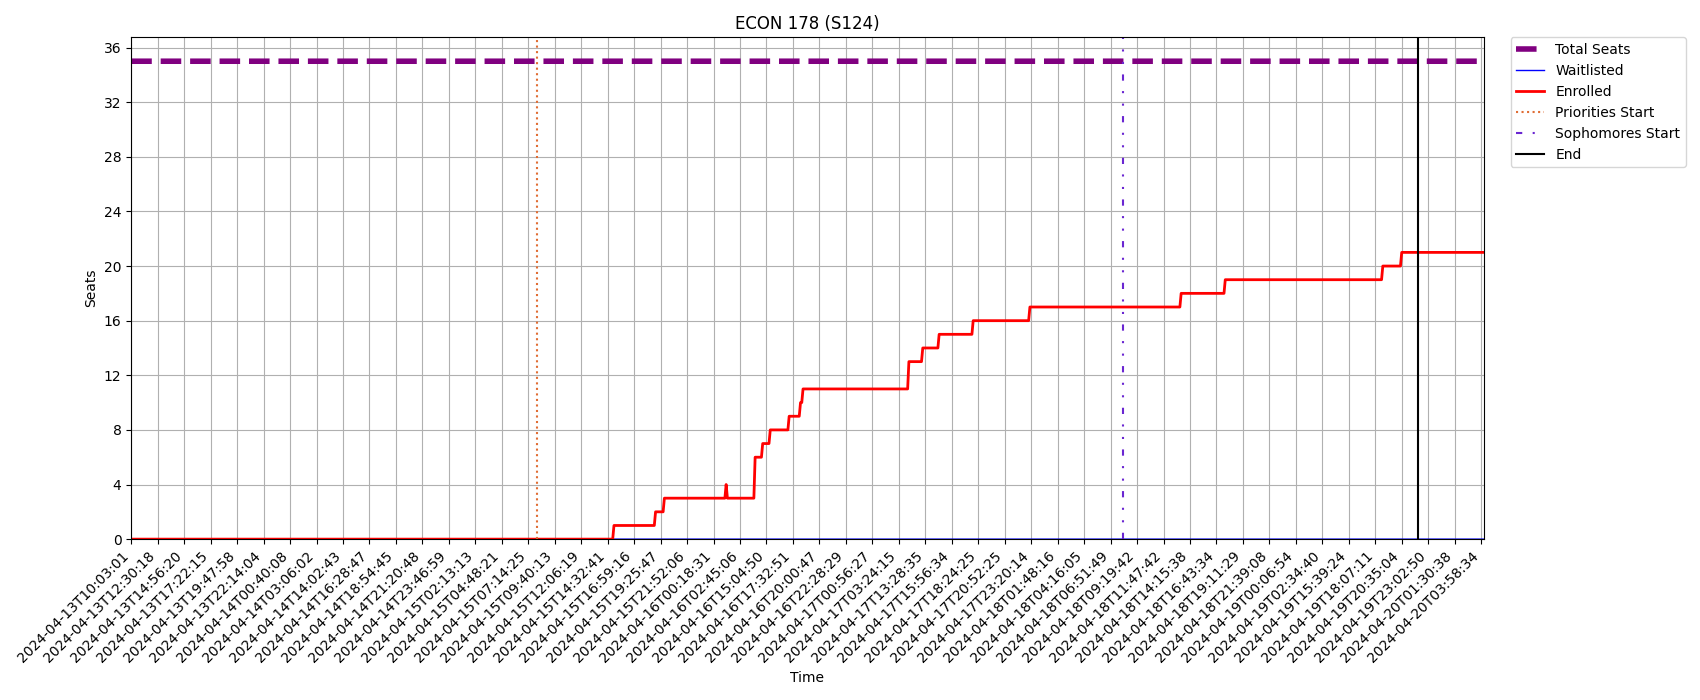 ECON 178 (S124)
Total Seats
Waitlisted
Enrolled
Priorities Start
Sophomores Start
End
Seats
36
32
28
24
20
16
12
8
4
0
2024-04-13T10:03:01
2024-04-13T12:30:18
2024-04-13T14:56:20
2024-04-13T17:22:15
2024-04-13T19:47:58
2024-04-13T22:14:04
2024-04-14T00:40:08
2024-04-14T03:06:02
2024-04-14T14:02:43
2024-04-14T16:28:47
2024-04-14T18:54:45
2024-04-14T21:20:48
2024-04-14T23:46:59
2024-04-15T02:13:13
2024-04-15T04:48:21
2024-04-15T07:14:25
2024-04-15T09:40:13
2024-04-15T12:06:19
2024-04-15T14:32:41
2024-04-15T16:59:16
2024-04-15T19:25:47
2024-04-15T21:52:06
2024-04-16T00:18:31
2024-04-16T02:45:06
2024-04-16T15:04:50
2024-04-16T17:32:51
2024-04-16T20:00:47
2024-04-16T22:28:29
2024-04-17T00:56:27
2024-04-17T03:24:15
2024-04-17T13:28:35
2024-04-17T15:56:34
2024-04-17T18:24:25
2024-04-17T20:52:25
2024-04-17T23:20:14
2024-04-18T01:48:16
2024-04-18T04:16:05
2024-04-18T06:51:49
2024-04-18T09:19:42
2024-04-18T11:47:42
2024-04-18T14:15:38
2024-04-18T16:43:34
2024-04-18T19:11:29
2024-04-18T21:39:08
2024-04-19T00:06:54
2024-04-19T02:34:40
2024-04-19T15:39:24
2024-04-19T18:07:11
2024-04-19T20:35:04
2024-04-19T23:02:50
2024-04-20T01:30:38
2024-04-20T03:58:34
Time